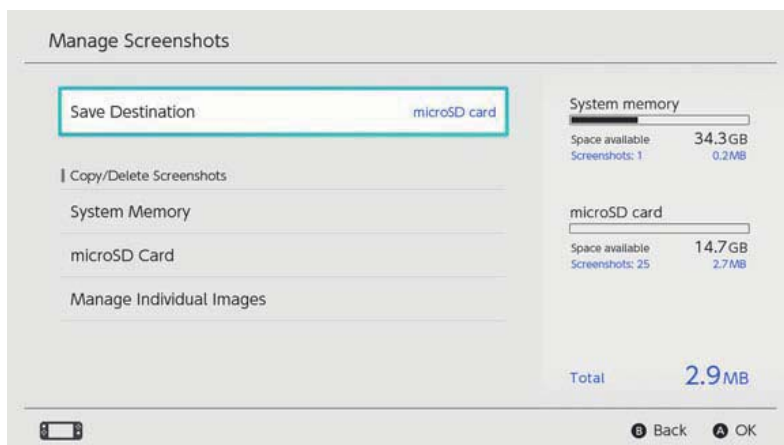 Manage Screenshots
Save Destination microSD card
Copy/Delete Screenshots
System Memory
microSD Card
Manage Individual Images
System memory
Space available 34.3GB
Screenshots: 1 0.2MB
microSD card
Space available 14.7GB
Screenshots: 25 2.7MB
Total 2.9MB
B Back A OK